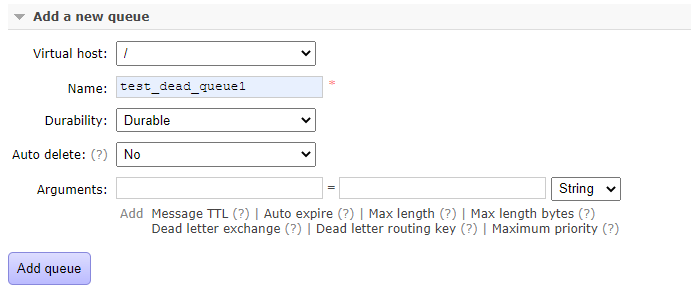 Add a new queue
Virtual host: /
Name: test_dead_queue1 *
Durability: Durable
Auto delete: (?) No
Arguments: = String
Add Message TTL (?) | Auto expire (?) | Max length (?) | Max length bytes (?)
Dead letter exchange (?) | Dead letter routing key (?) | Maximum priority (?)
Add queue